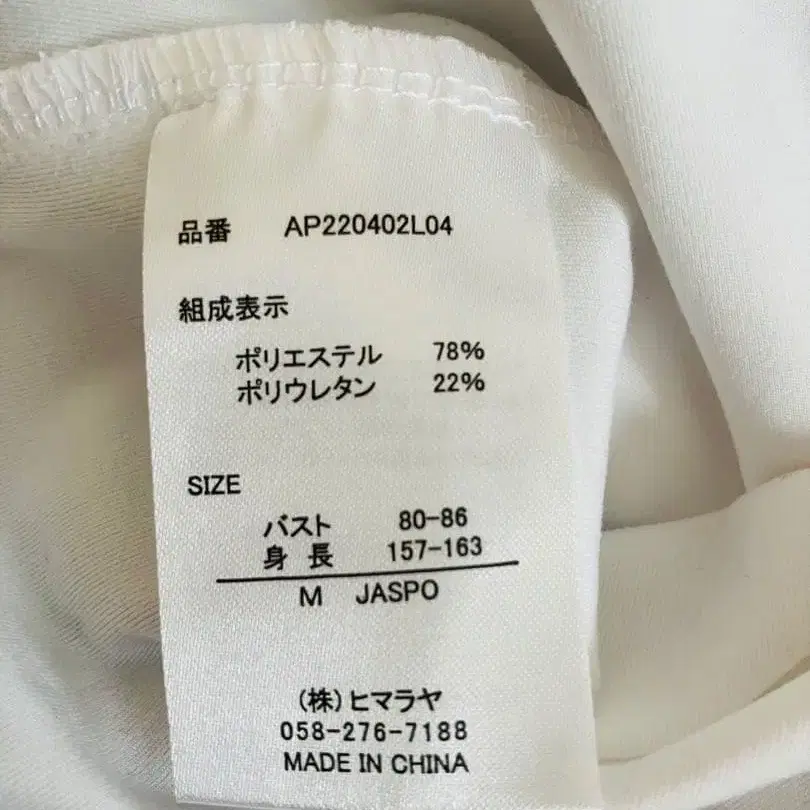 品番 AP220402L04
組成表示
ポリエステル 78%
ポリウレタン 22%
SIZE
バスト 80-86
身長 157-163
M JASPO
(株)ヒマラヤ
058-276-7188
MADE IN CHINA